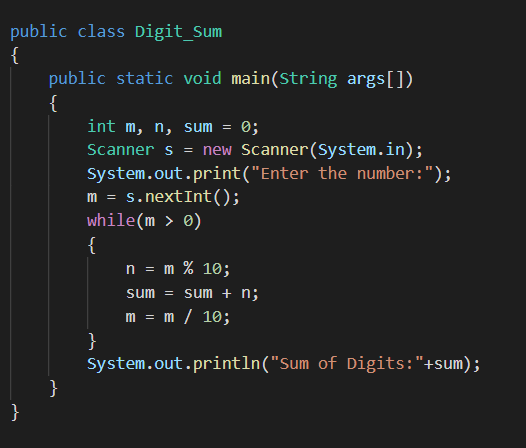 public class Digit_Sum
{
    public static void main(String args[])
    {
        int m, n, sum = 0;
        Scanner s = new Scanner(System.in);
        System.out.print("Enter the number:");
        m = s.nextInt();
        while(m > 0)
        {
            n = m % 10;
            sum = sum + n;
            m = m / 10;
        }
        System.out.println("Sum of Digits:"+sum);
    }
}